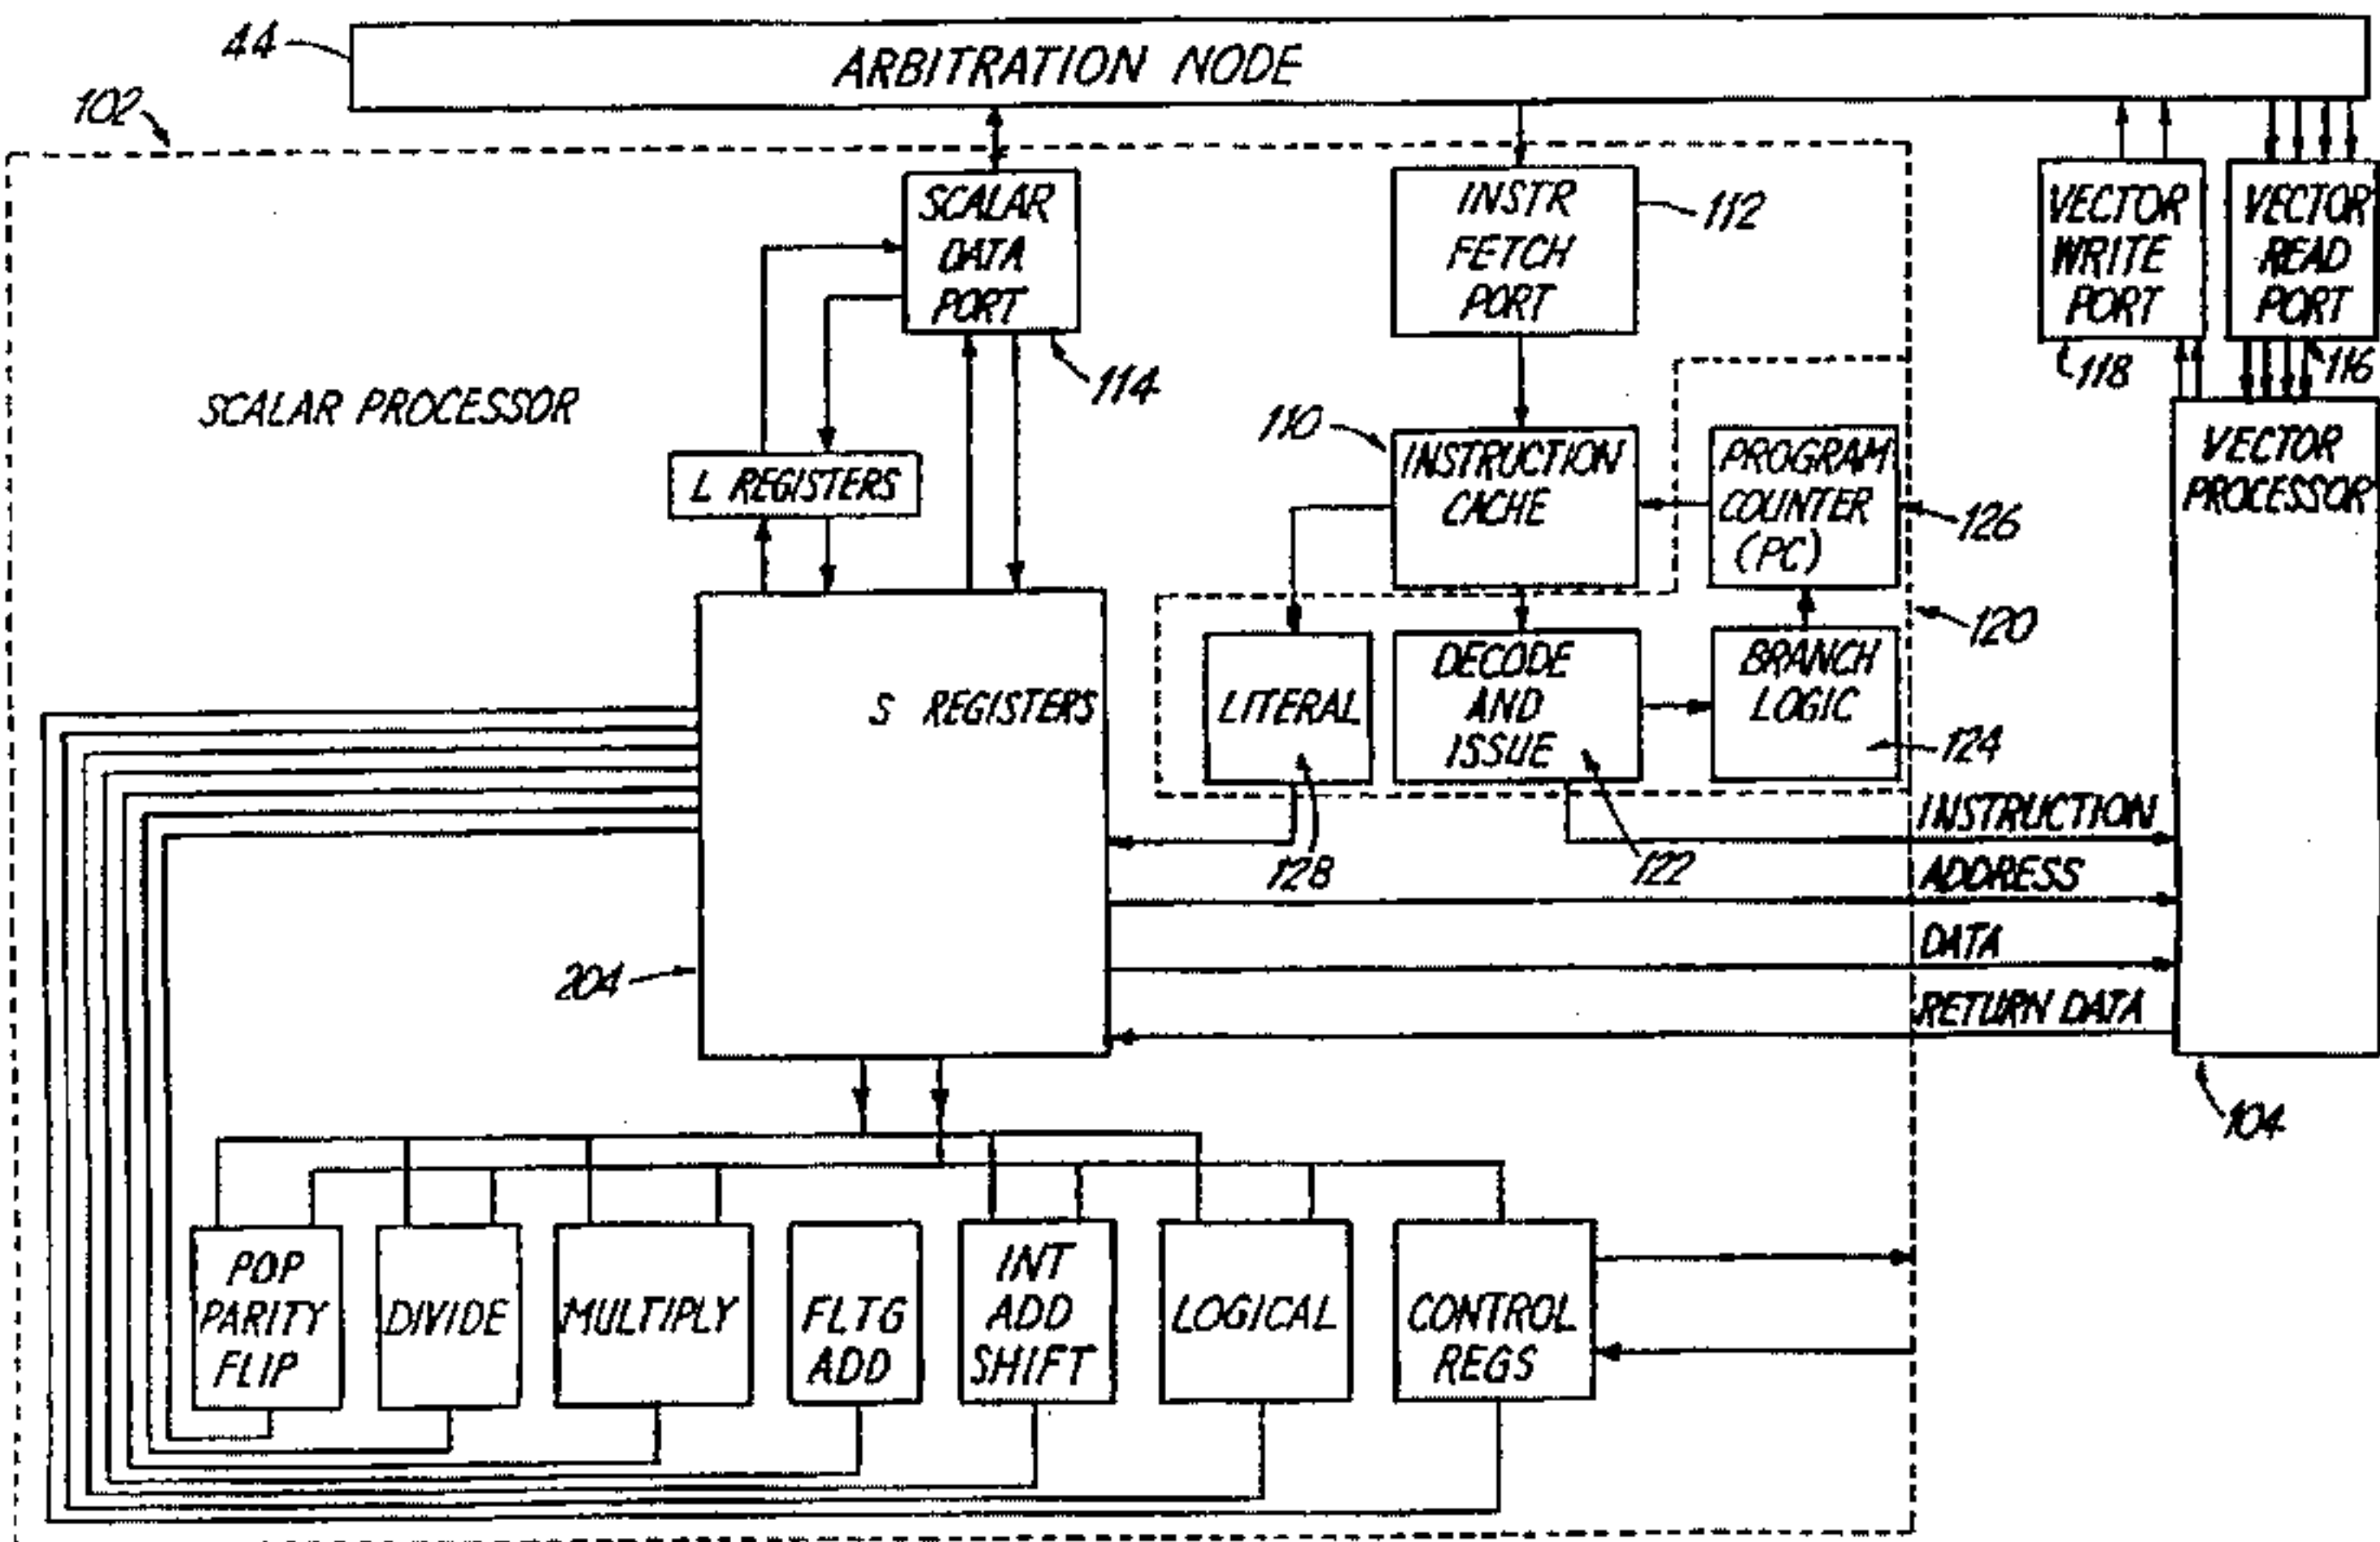 44
ARBITRATION NODE
102
SCALAR
DATA
PORT
114
INSTR
FETCH
PORT
112
VECTOR
WRITE
PORT
118
VECTOR
READ
PORT
116
SCALAR PROCESSOR
L REGISTERS
110
INSTRUCTION
CACHE
PROGRAM
COUNTER
(PC)
126
VECTOR
PROCESSOR
120
S REGISTERS
LITERAL
DECODE
AND
ISSUE
BRANCH
LOGIC
124
128
122
INSTRUCTION
ADDRESS
DATA
RETURN DATA
204
104
POP
PARITY
FLIP
DIVIDE
MULTIPLY
FLTG
ADD
INT
ADD
SHIFT
LOGICAL
CONTROL
REGS